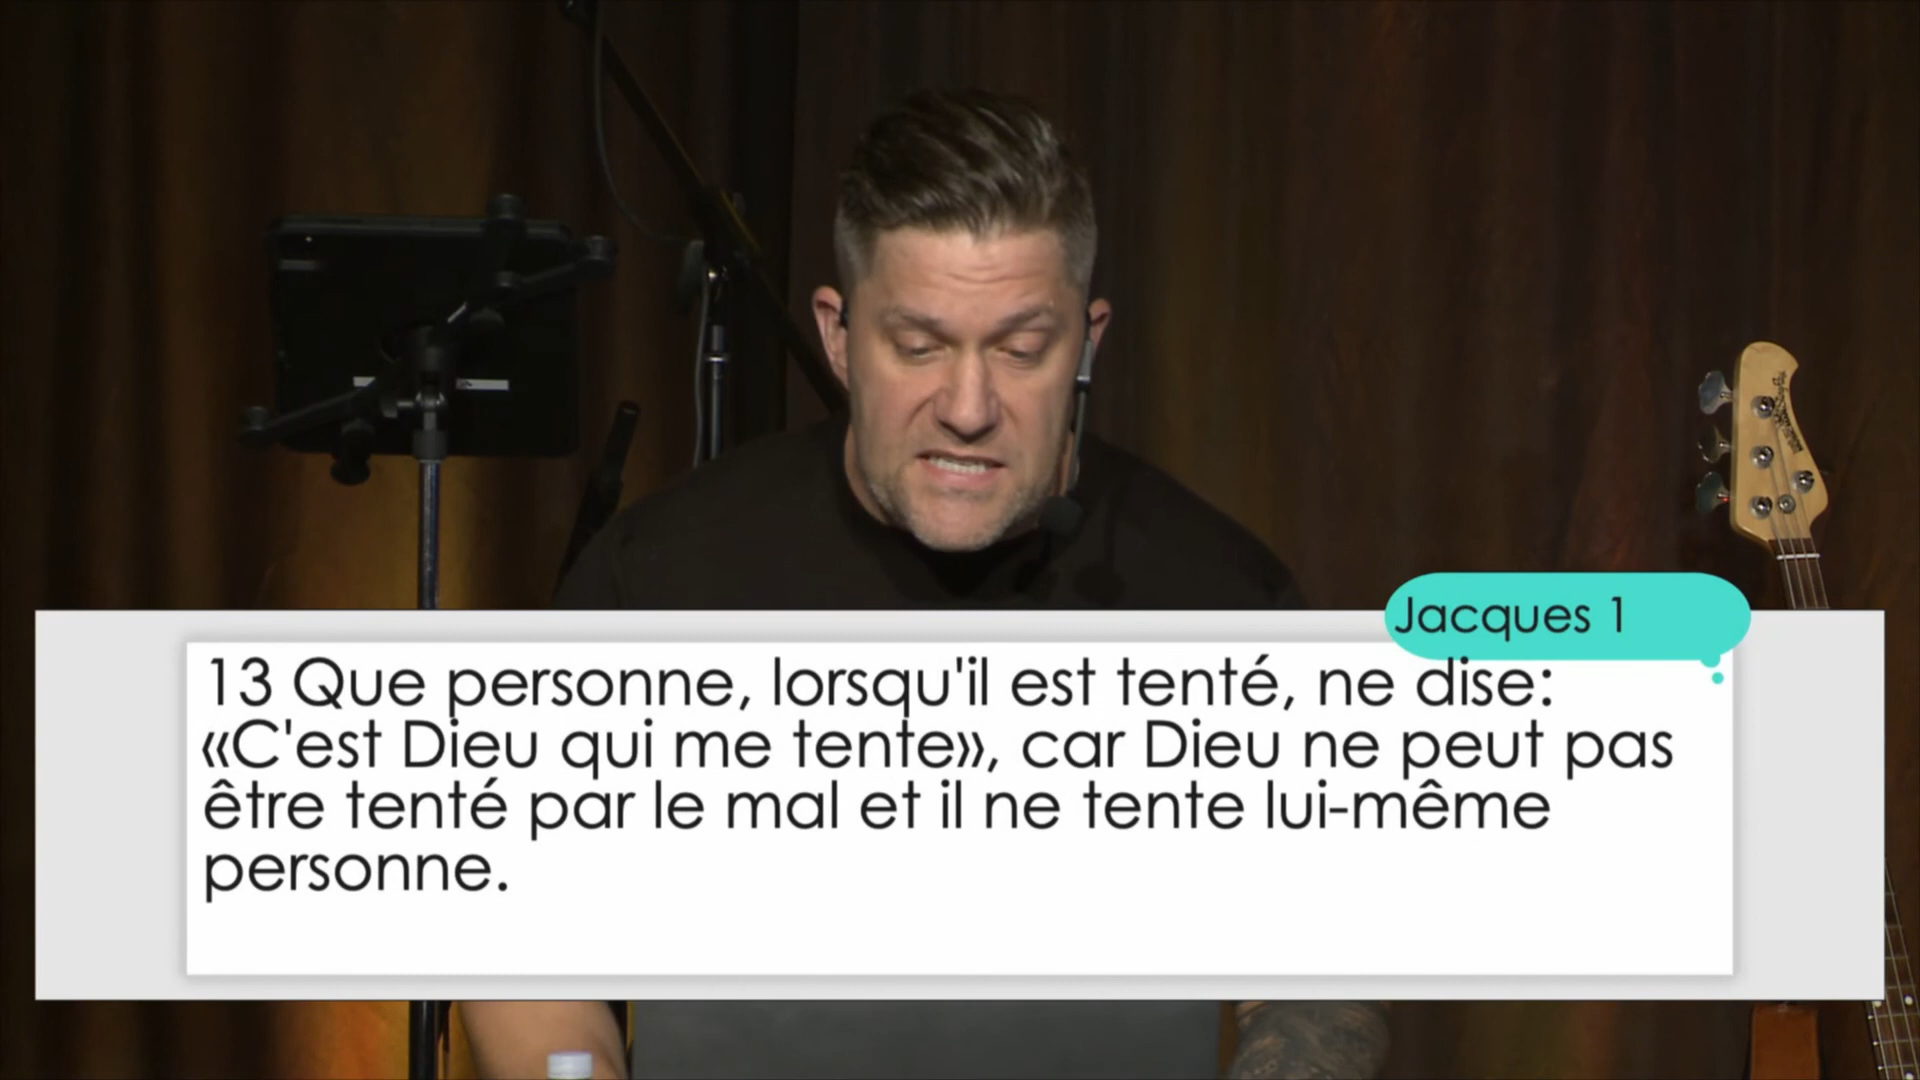 Jacques 1
13 Que personne, lorsqu'il est tenté, ne dise:
«C'est Dieu qui me tente», car Dieu ne peut pas
être tenté par le mal et il ne tente lui-même
personne.